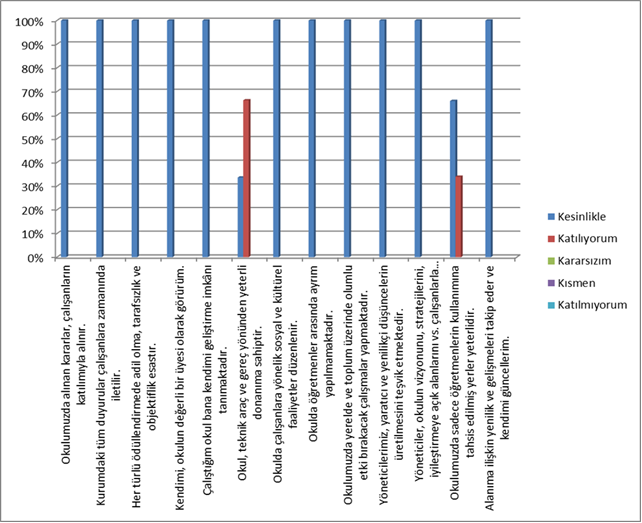 100%
90%
80%
70%
60%
50%
40%
30%
20%
10%
0%
Kesinlikle
Katılıyorum
Kararsızım
Kısmen
Katılmıyorum
Okulumuzda alınan kararlar, çalışanların
katılımıyla alınır.
Kurumdaki tüm duyurular çalışanlara zamanında
iletilir.
Her türlü ödüllendirmede adil olma, tarafsızlık ve
objektiflik esastır.
Kendimi, okulun değerli bir üyesi olarak görürüm.
Çalıştığım okul bana kendimi geliştirme imkânı
tanımaktadır.
Okul, teknik araç ve gereç yönünden yeterli
donanıma sahiptir.
Okulda çalışanlara yönelik sosyal ve kültürel
faaliyetler düzenlenir.
Okulda öğretmenler arasında ayrım
yapılmamaktadır.
Okulumuzda yerelde ve toplum üzerinde olumlu
etki bırakacak çalışmalar yapmaktadır.
Yöneticilerimiz, yaratıcı ve yenilikçi düşüncelerin
üretilmesini teşvik etmektedir.
Yöneticiler, okulun vizyonunu, stratejilerini,
iyileştirmeye açık alanlarını vs. çalışanlarla...
Okulumuzda sadece öğretmenlerin kullanımına
tahsis edilmiş yerler yeterlidir.
Alanıma ilişkin yenilik ve gelişmeleri takip eder ve
kendimi güncellerim.